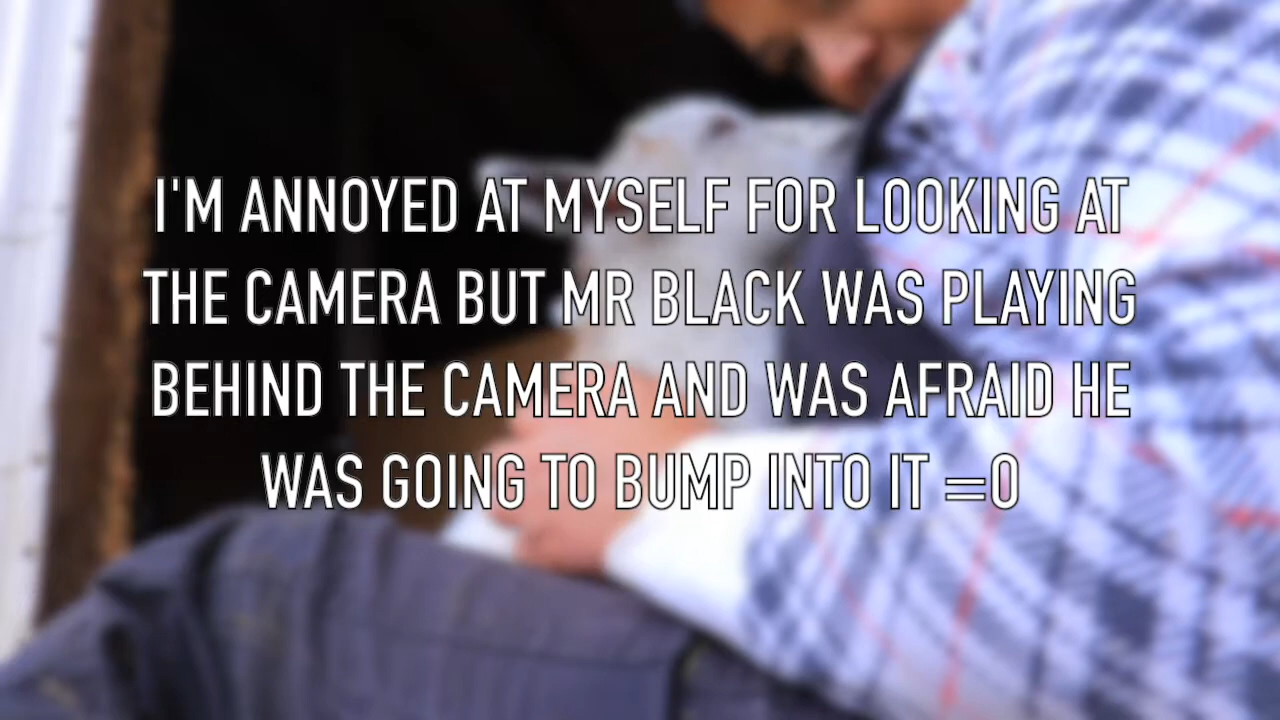 I'M ANNOYED AT MYSELF FOR LOOKING AT
THE CAMERA BUT MR BLACK WAS PLAYING
BEHIND THE CAMERA AND WAS AFRAID HE
WAS GOING TO BUMP INTO IT =O